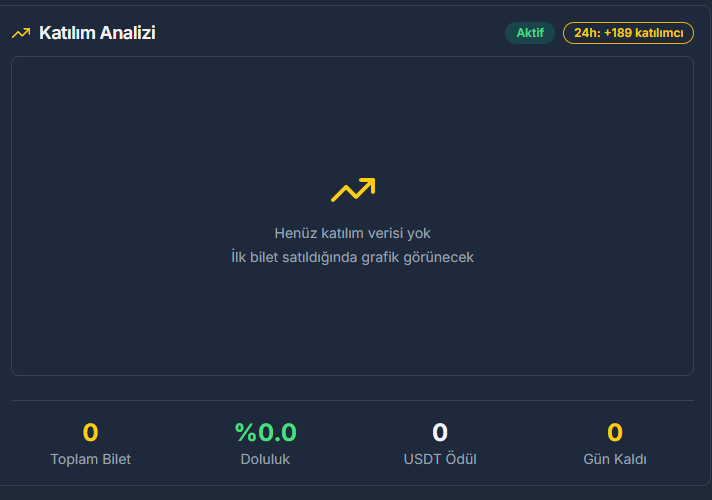 Katılım Analizi
Aktif
24h: +189 katılımcı
Henüz katılım verisi yok
İlk bilet satıldığında grafik görünecek
0
Toplam Bilet
%0.0
Doluluk
0
USDT Ödül
0
Gün Kaldı